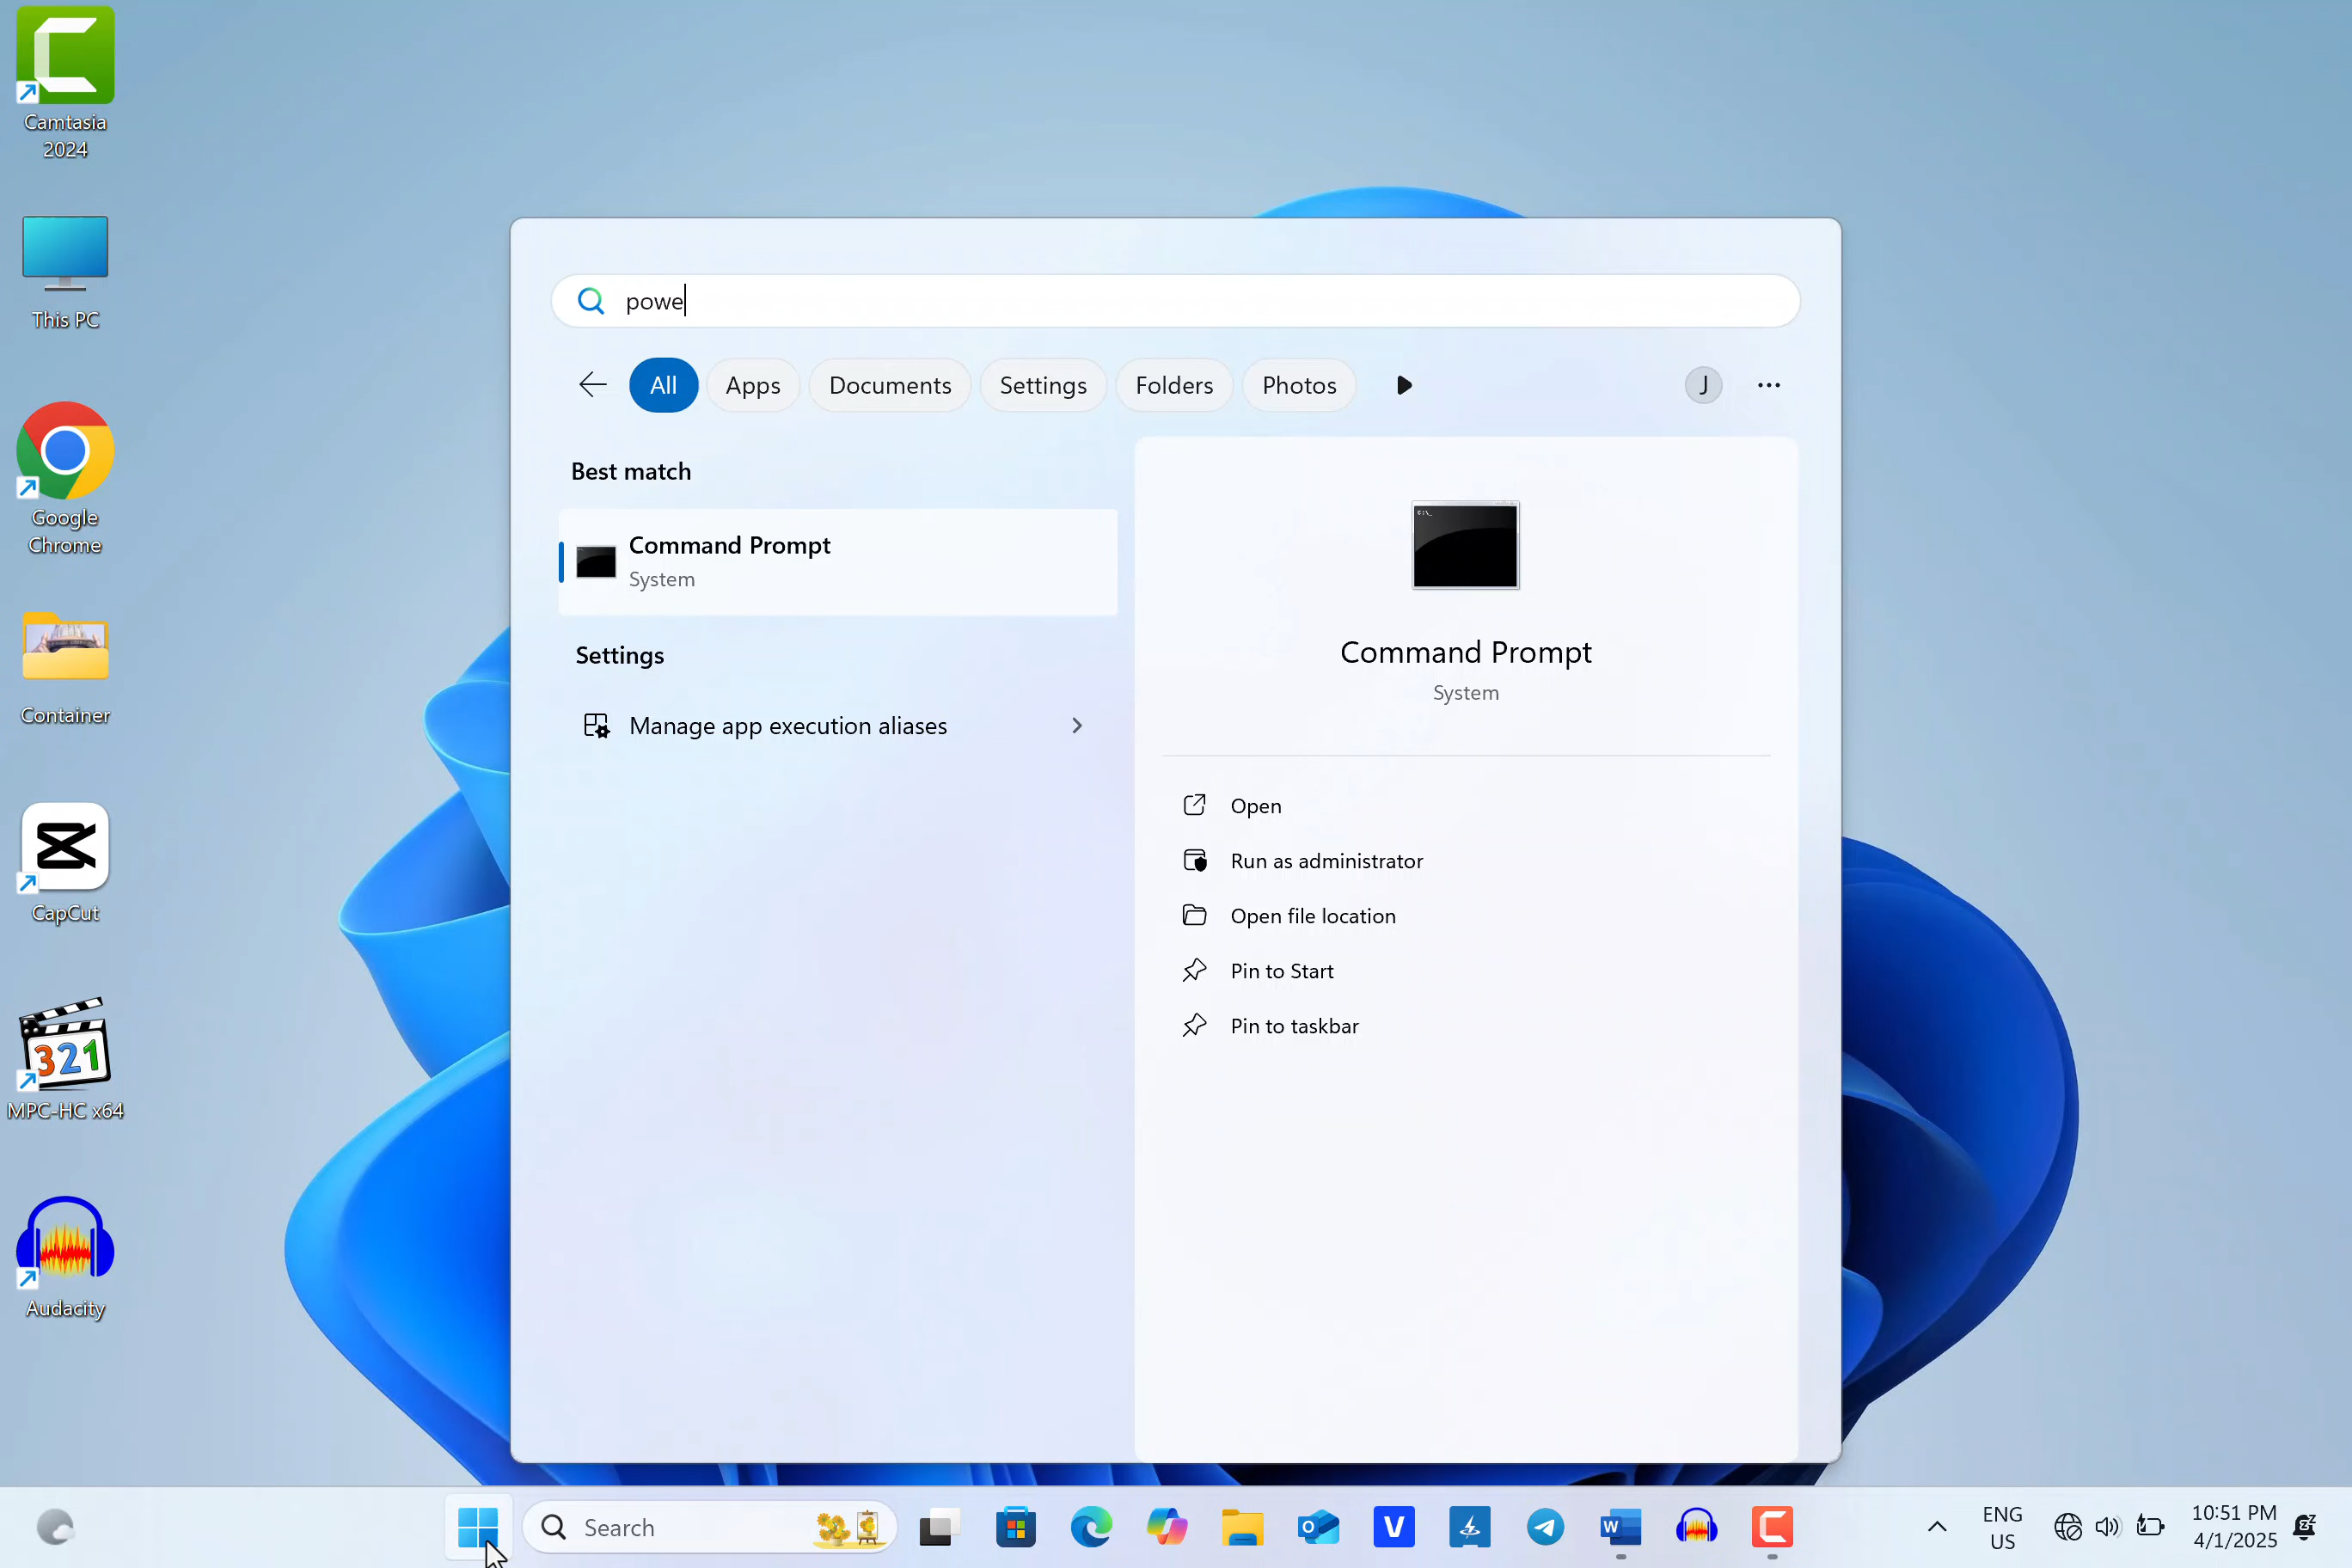 Camtasia
2024
This PC
Google
Chrome
Container
CapCut
321
MPC-HC x64
Audacity
powe
All
Apps
Documents
Settings
Folders
Photos
J
Best match
Command Prompt
System
Settings
Manage app execution aliases
C:\_
Command Prompt
System
Open
Run as administrator
Open file location
Pin to Start
Pin to taskbar
Search
O
V
W
ENG
US
10:51 PM
4/1/2025